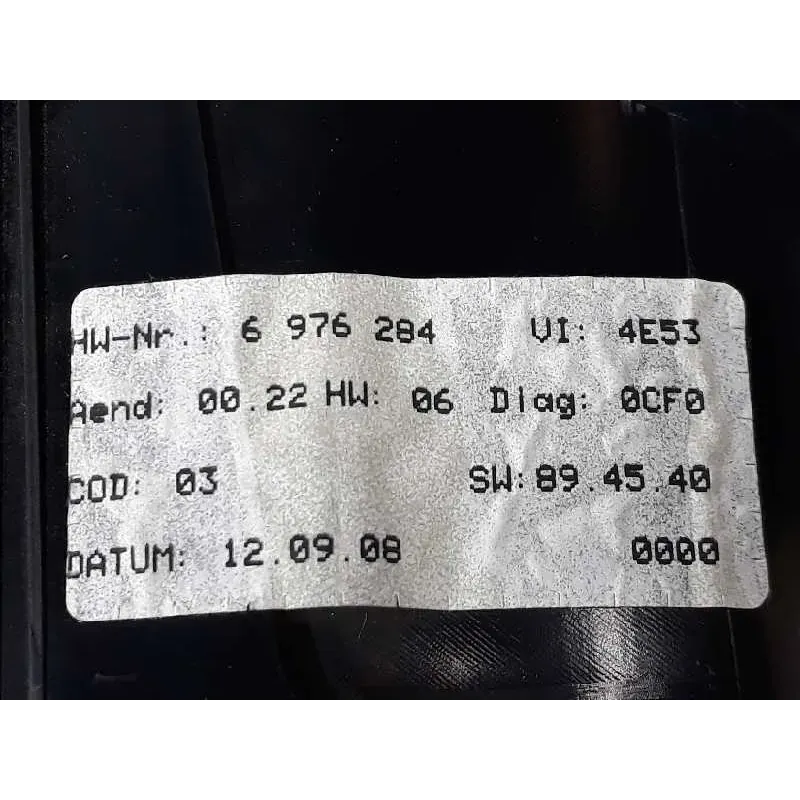 HW-Nr.: 6 976 284 VI: 4E53
Aend: 00.22 HW: 06 Diag: 0CF0
COD: 03 SW: 89.45.40
DATUM: 12.09.08 0000